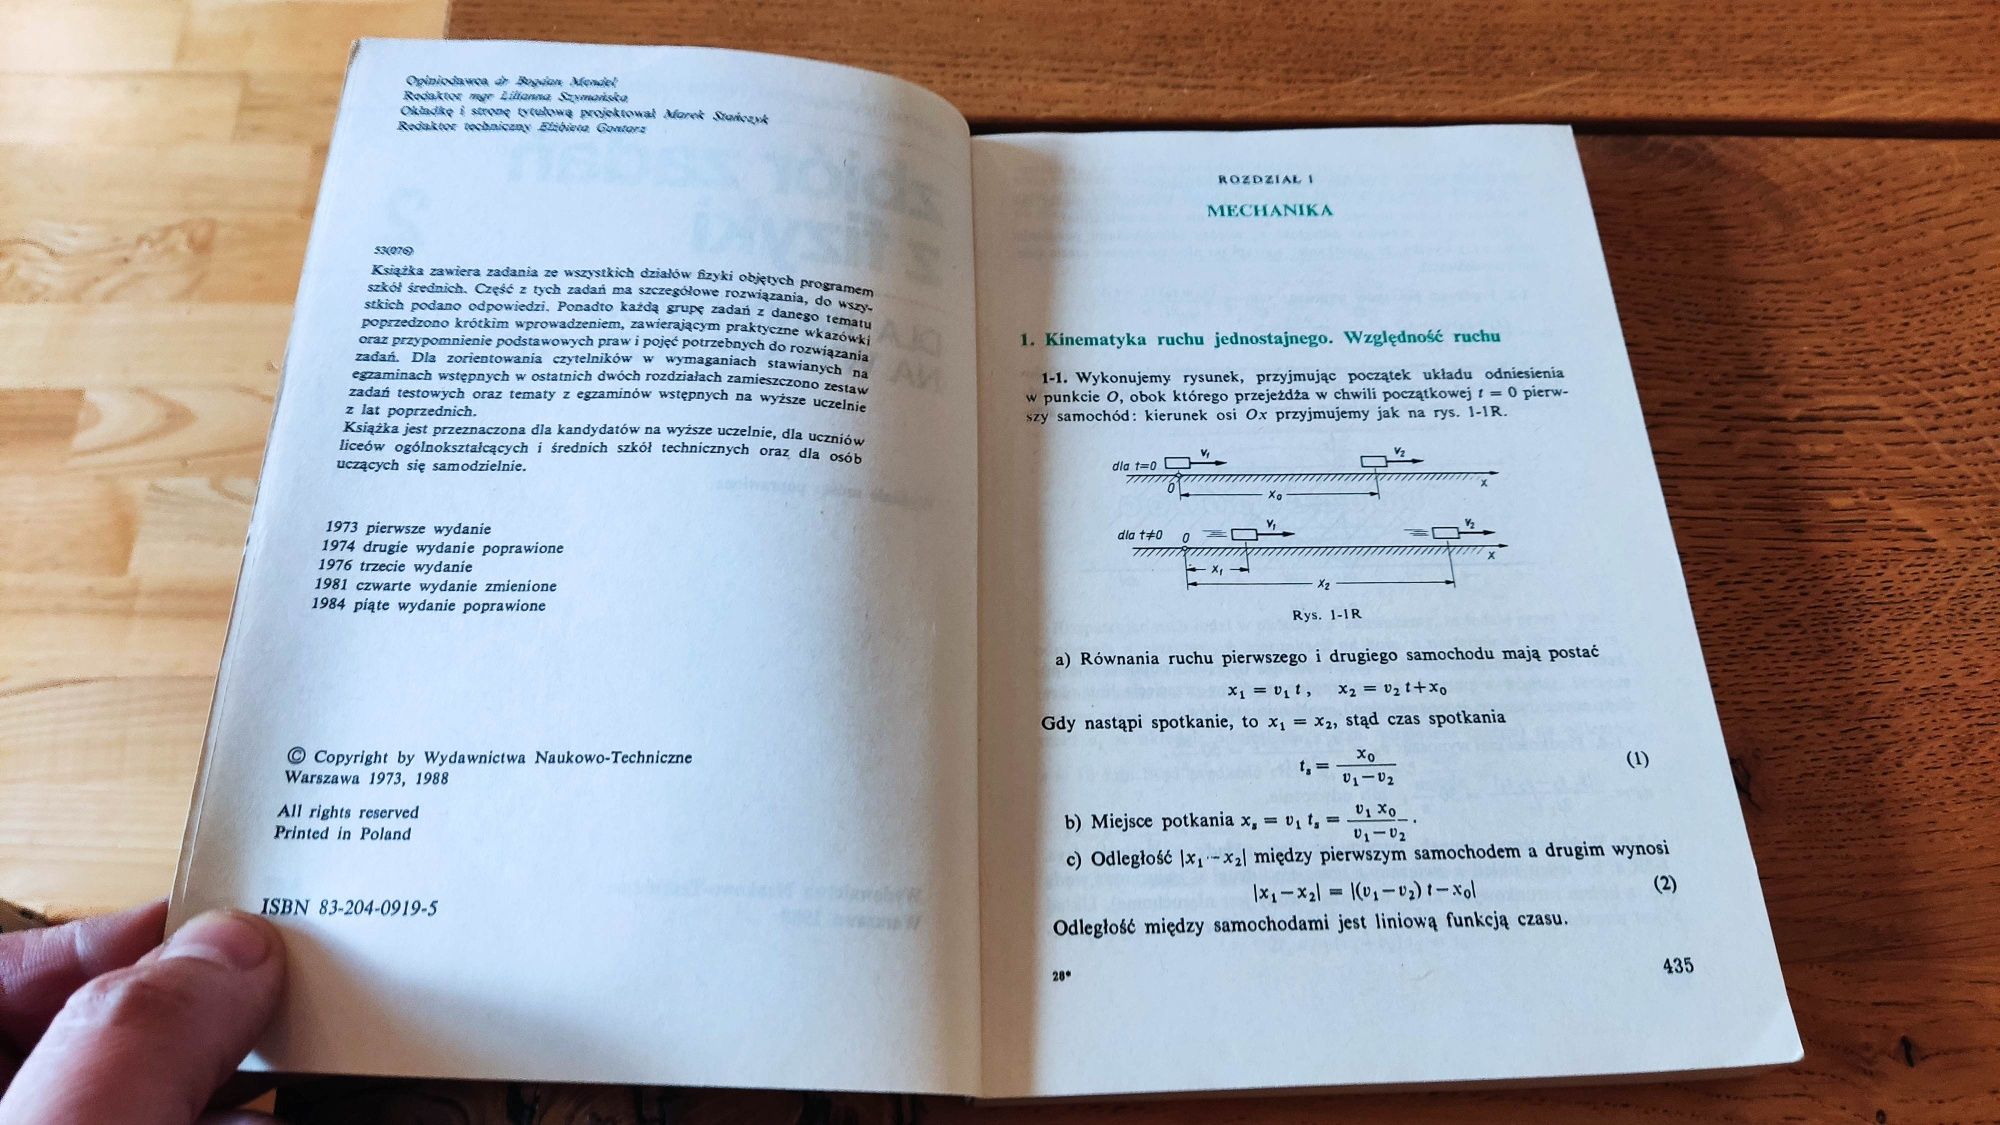 Opiniodawca dr Bogdan Mendel
Redaktor mgr Lilianna Szymańska
Okładkę i stronę tytułową projektował Marek Stańczyk
Redaktor techniczny Elżbieta Gontarz
53(076)
Książka zawiera zadania ze wszystkich działów fizyki objętych programem
szkół średnich. Część z tych zadań ma szczegółowe rozwiązania, do wszy-
stkich podano odpowiedzi. Ponadto każdą grupę zadań z danego tematu
poprzedzono krótkim wprowadzeniem, zawierającym praktyczne wkazówki
oraz przypomnienie podstawowych praw i pojęć potrzebnych do rozwiązania
zadań. Dla zorientowania czytelników w wymaganiach stawianych na
egzaminach wstępnych w ostatnich dwóch rozdziałach zamieszczono zestaw
zadań testowych oraz tematy z egzaminów wstępnych na wyższe uczelnie
z lat poprzednich.
Książka jest przeznaczona dla kandydatów na wyższe uczelnie, dla uczniów
liceów ogólnokształcących i średnich szkół technicznych oraz dla osób
uczących się samodzielnie.
1973 pierwsze wydanie
1974 drugie wydanie poprawione
1976 trzecie wydanie
1981 czwarte wydanie zmienione
1984 piąte wydanie poprawione
© Copyright by Wydawnictwa Naukowo-Techniczne
Warszawa 1973, 1988
All rights reserved
Printed in Poland
ISBN 83-204-0919-5
ROZDZIAŁ 1
MECHANIKA
1. Kinematyka ruchu jednostajnego. Względność ruchu
1-1. Wykonujemy rysunek, przyjmując początek układu odniesienia
w punkcie O, obok którego przejeżdża w chwili początkowej t = 0 pierw-
szy samochód: kierunek osi Ox przyjmujemy jak na rys. 1-1R.
dla t=0 v₁ v₂
0 x₀ x
dla t≠0 0 v₁ v₂
x₁ x
x₂
Rys. 1-1R
a) Równania ruchu pierwszego i drugiego samochodu mają postać
x₁ = v₁ t, x₂ = v₂ t+x₀
Gdy nastąpi spotkanie, to x₁ = x₂, stąd czas spotkania
tₛ = x₀ / (v₁−v₂) (1)
b) Miejsce potkania xₛ = v₁ tₛ = v₁ x₀ / (v₁−v₂).
c) Odległość |x₁−x₂| między pierwszym samochodem a drugim wynosi
|x₁−x₂| = |(v₁−v₂) t−x₀| (2)
Odległość między samochodami jest liniową funkcją czasu.
28*
435